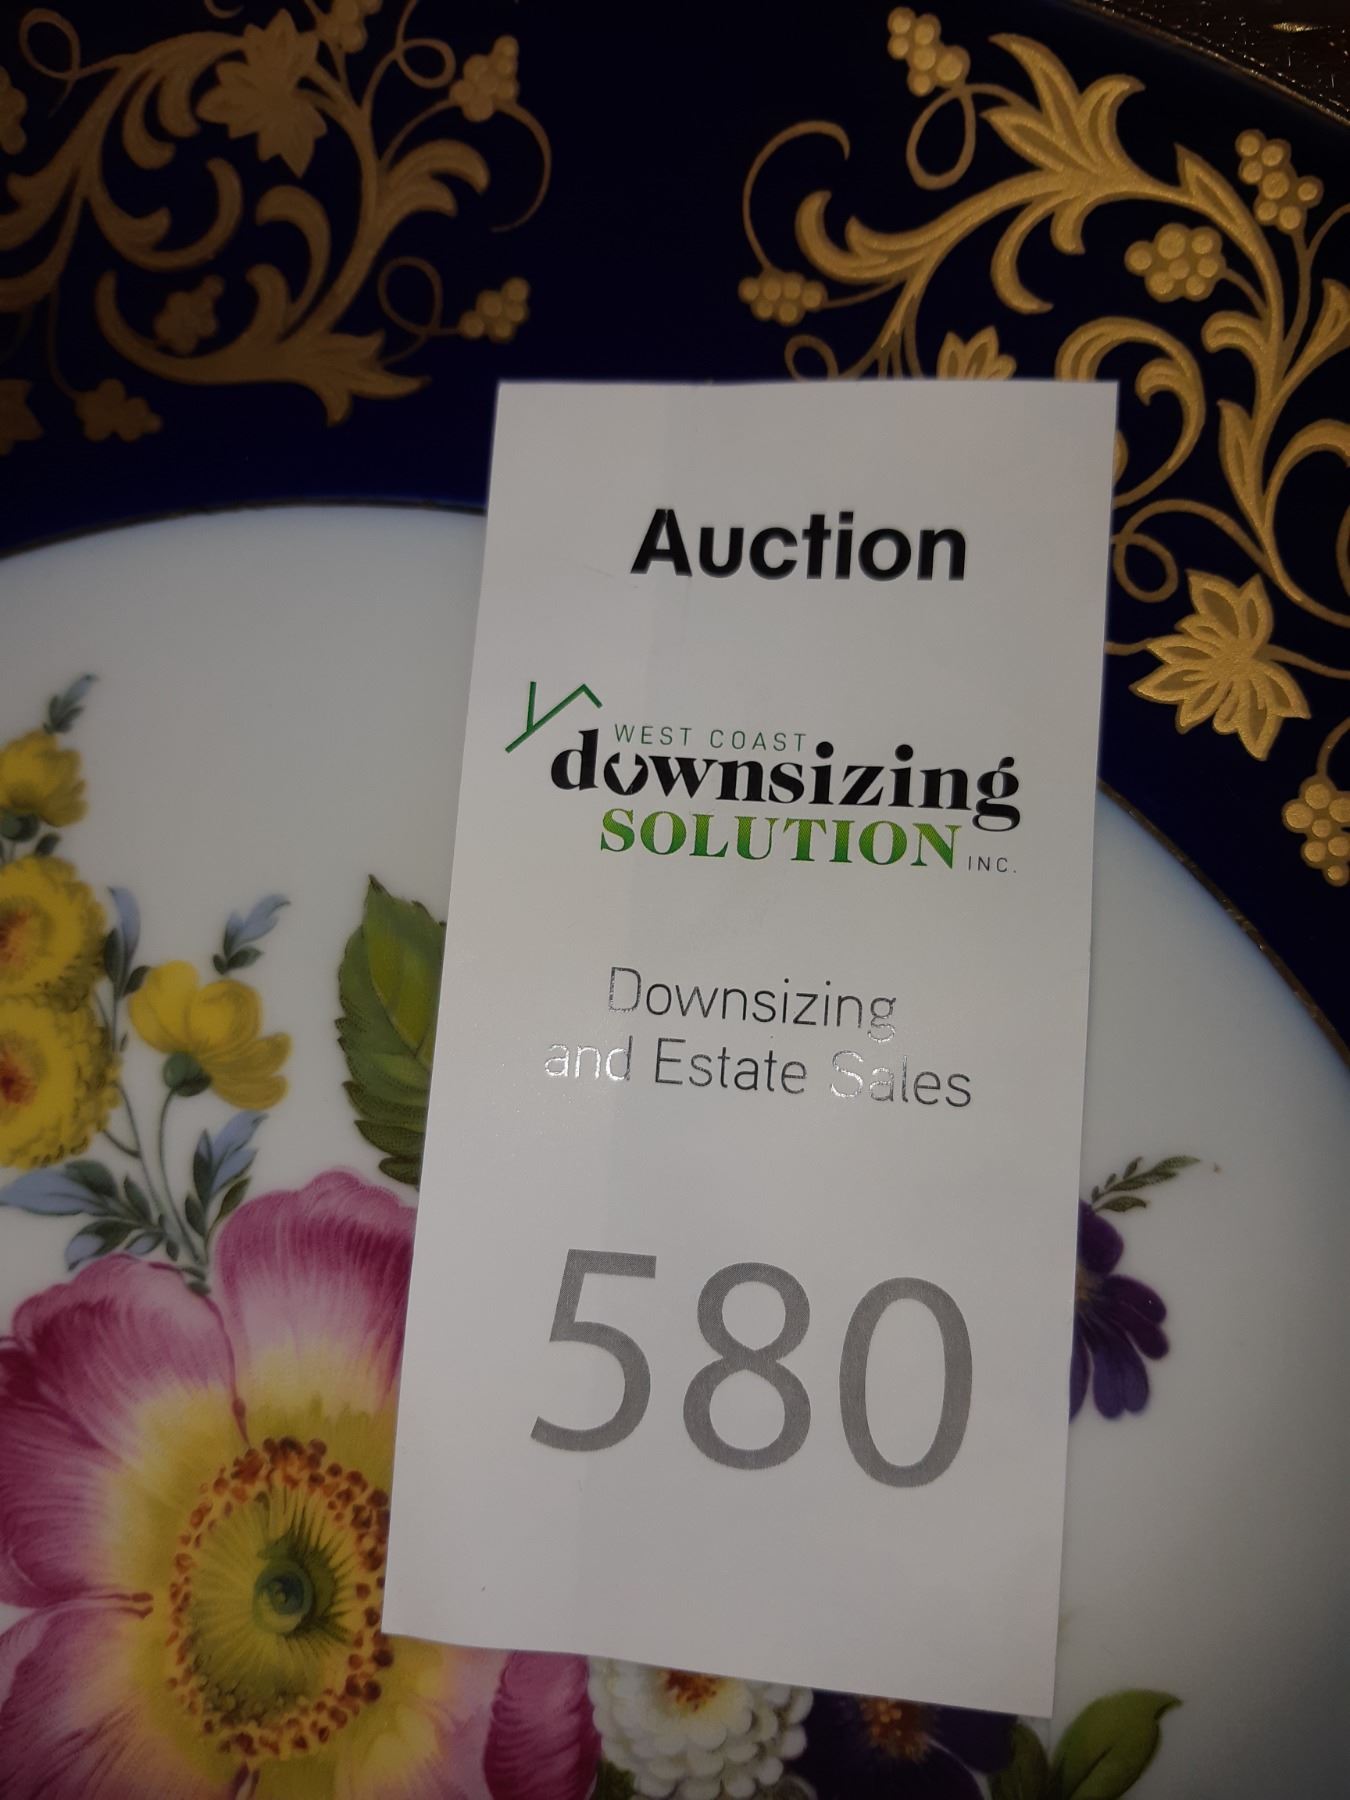 Auction
WEST COAST
downsizing
SOLUTION INC.
Downsizing
and Estate Sales
580